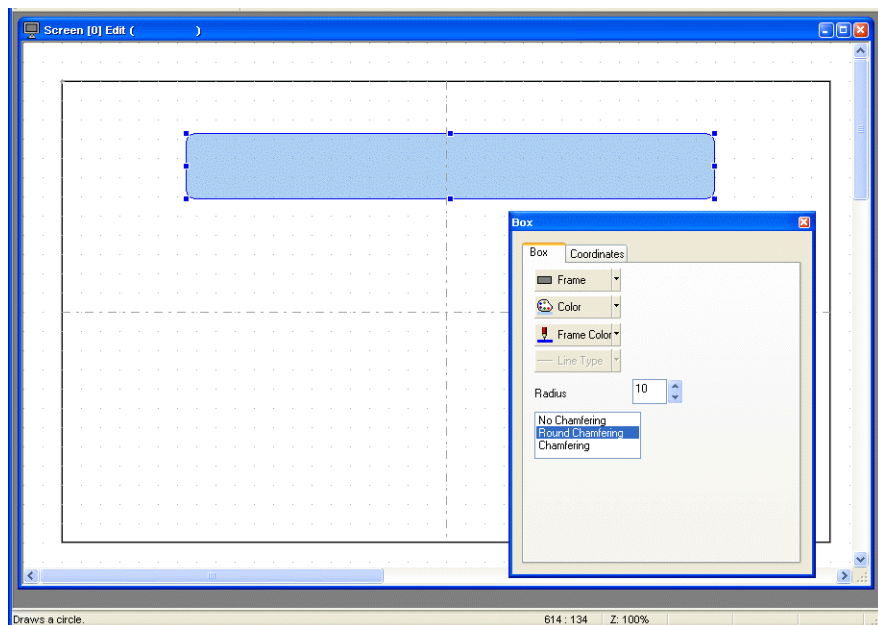 Screen [0] Edit ( )
Box
Box Coordinates
Frame
Color
Frame Color
Line Type
Radius 10
No Chamfering
Round Chamfering
Chamfering
Draws a circle. 614 : 134 Z: 100%